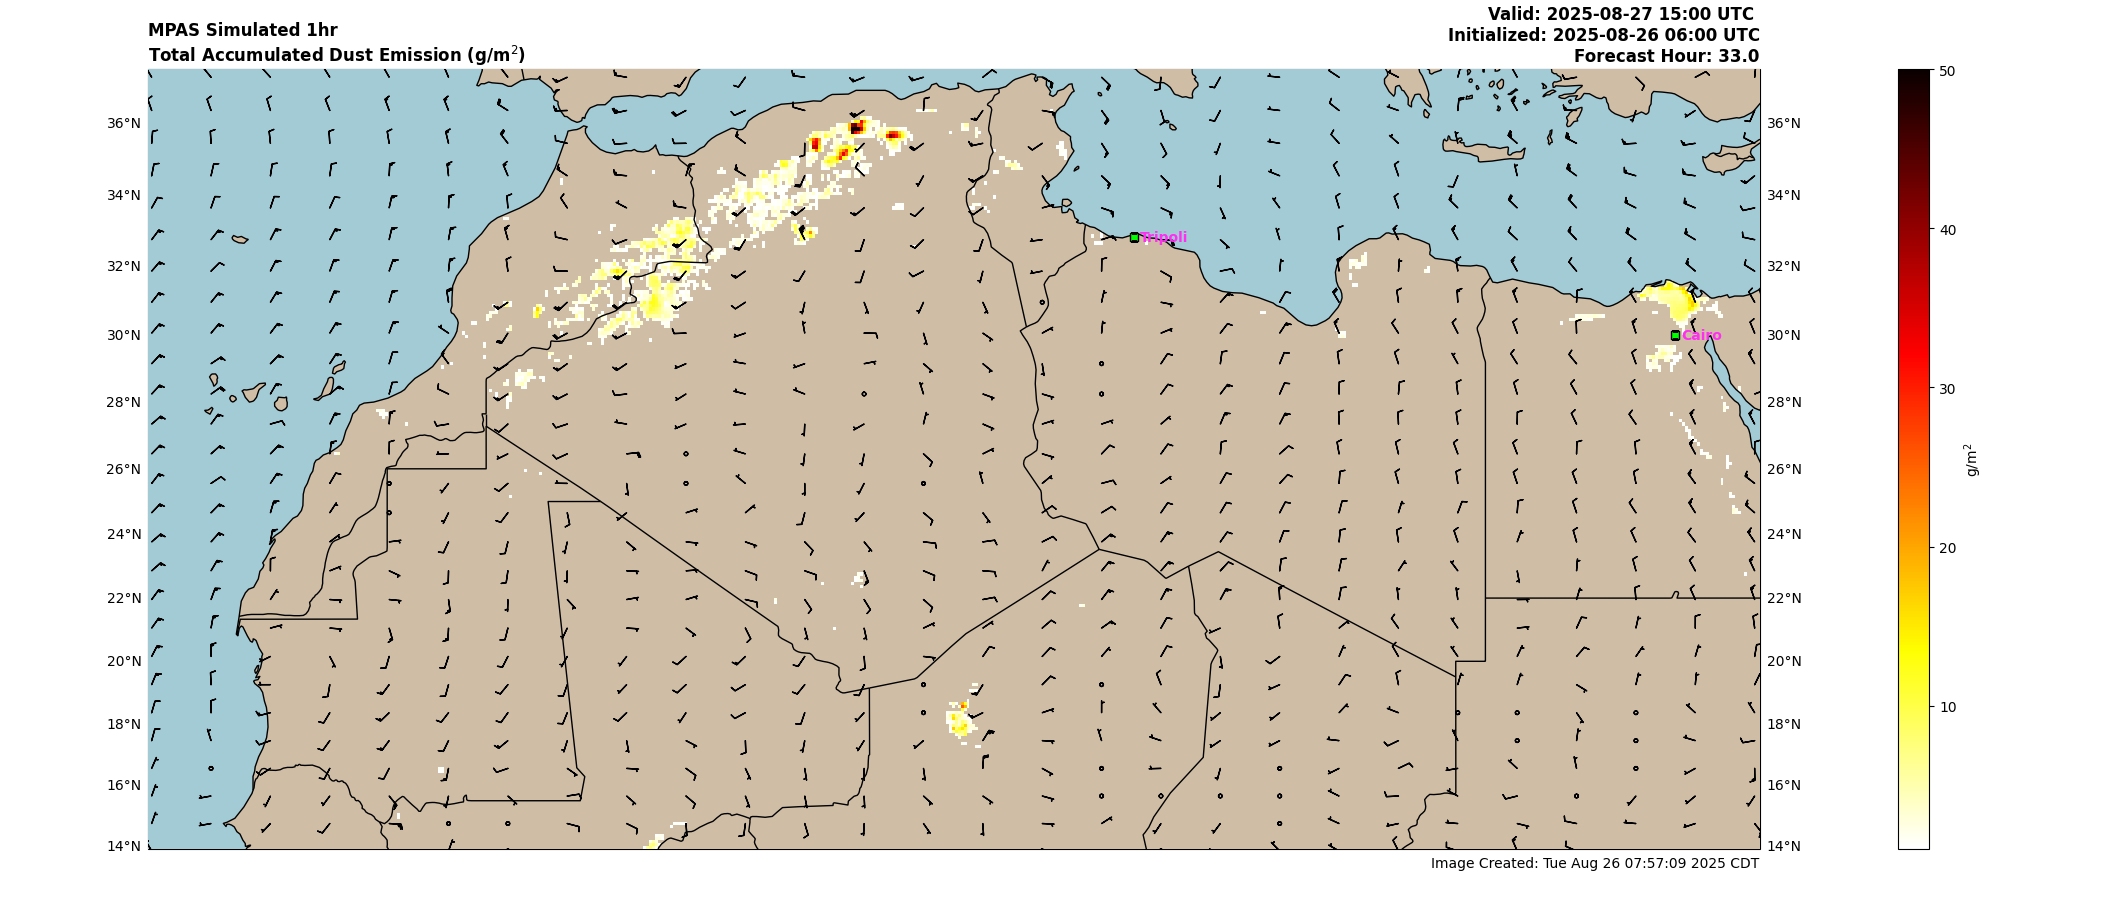 MPAS Simulated 1hr
Total Accumulated Dust Emission (g/m²)
Valid: 2025-08-27 15:00 UTC
Initialized: 2025-08-26 06:00 UTC
Forecast Hour: 33.0
36°N
34°N
32°N
30°N
28°N
26°N
24°N
22°N
20°N
18°N
16°N
14°N
Tripoli
Cairo
36°N
34°N
32°N
30°N
28°N
26°N
24°N
22°N
20°N
18°N
16°N
14°N
50
40
30
20
10
g/m²
Image Created: Tue Aug 26 07:57:09 2025 CDT